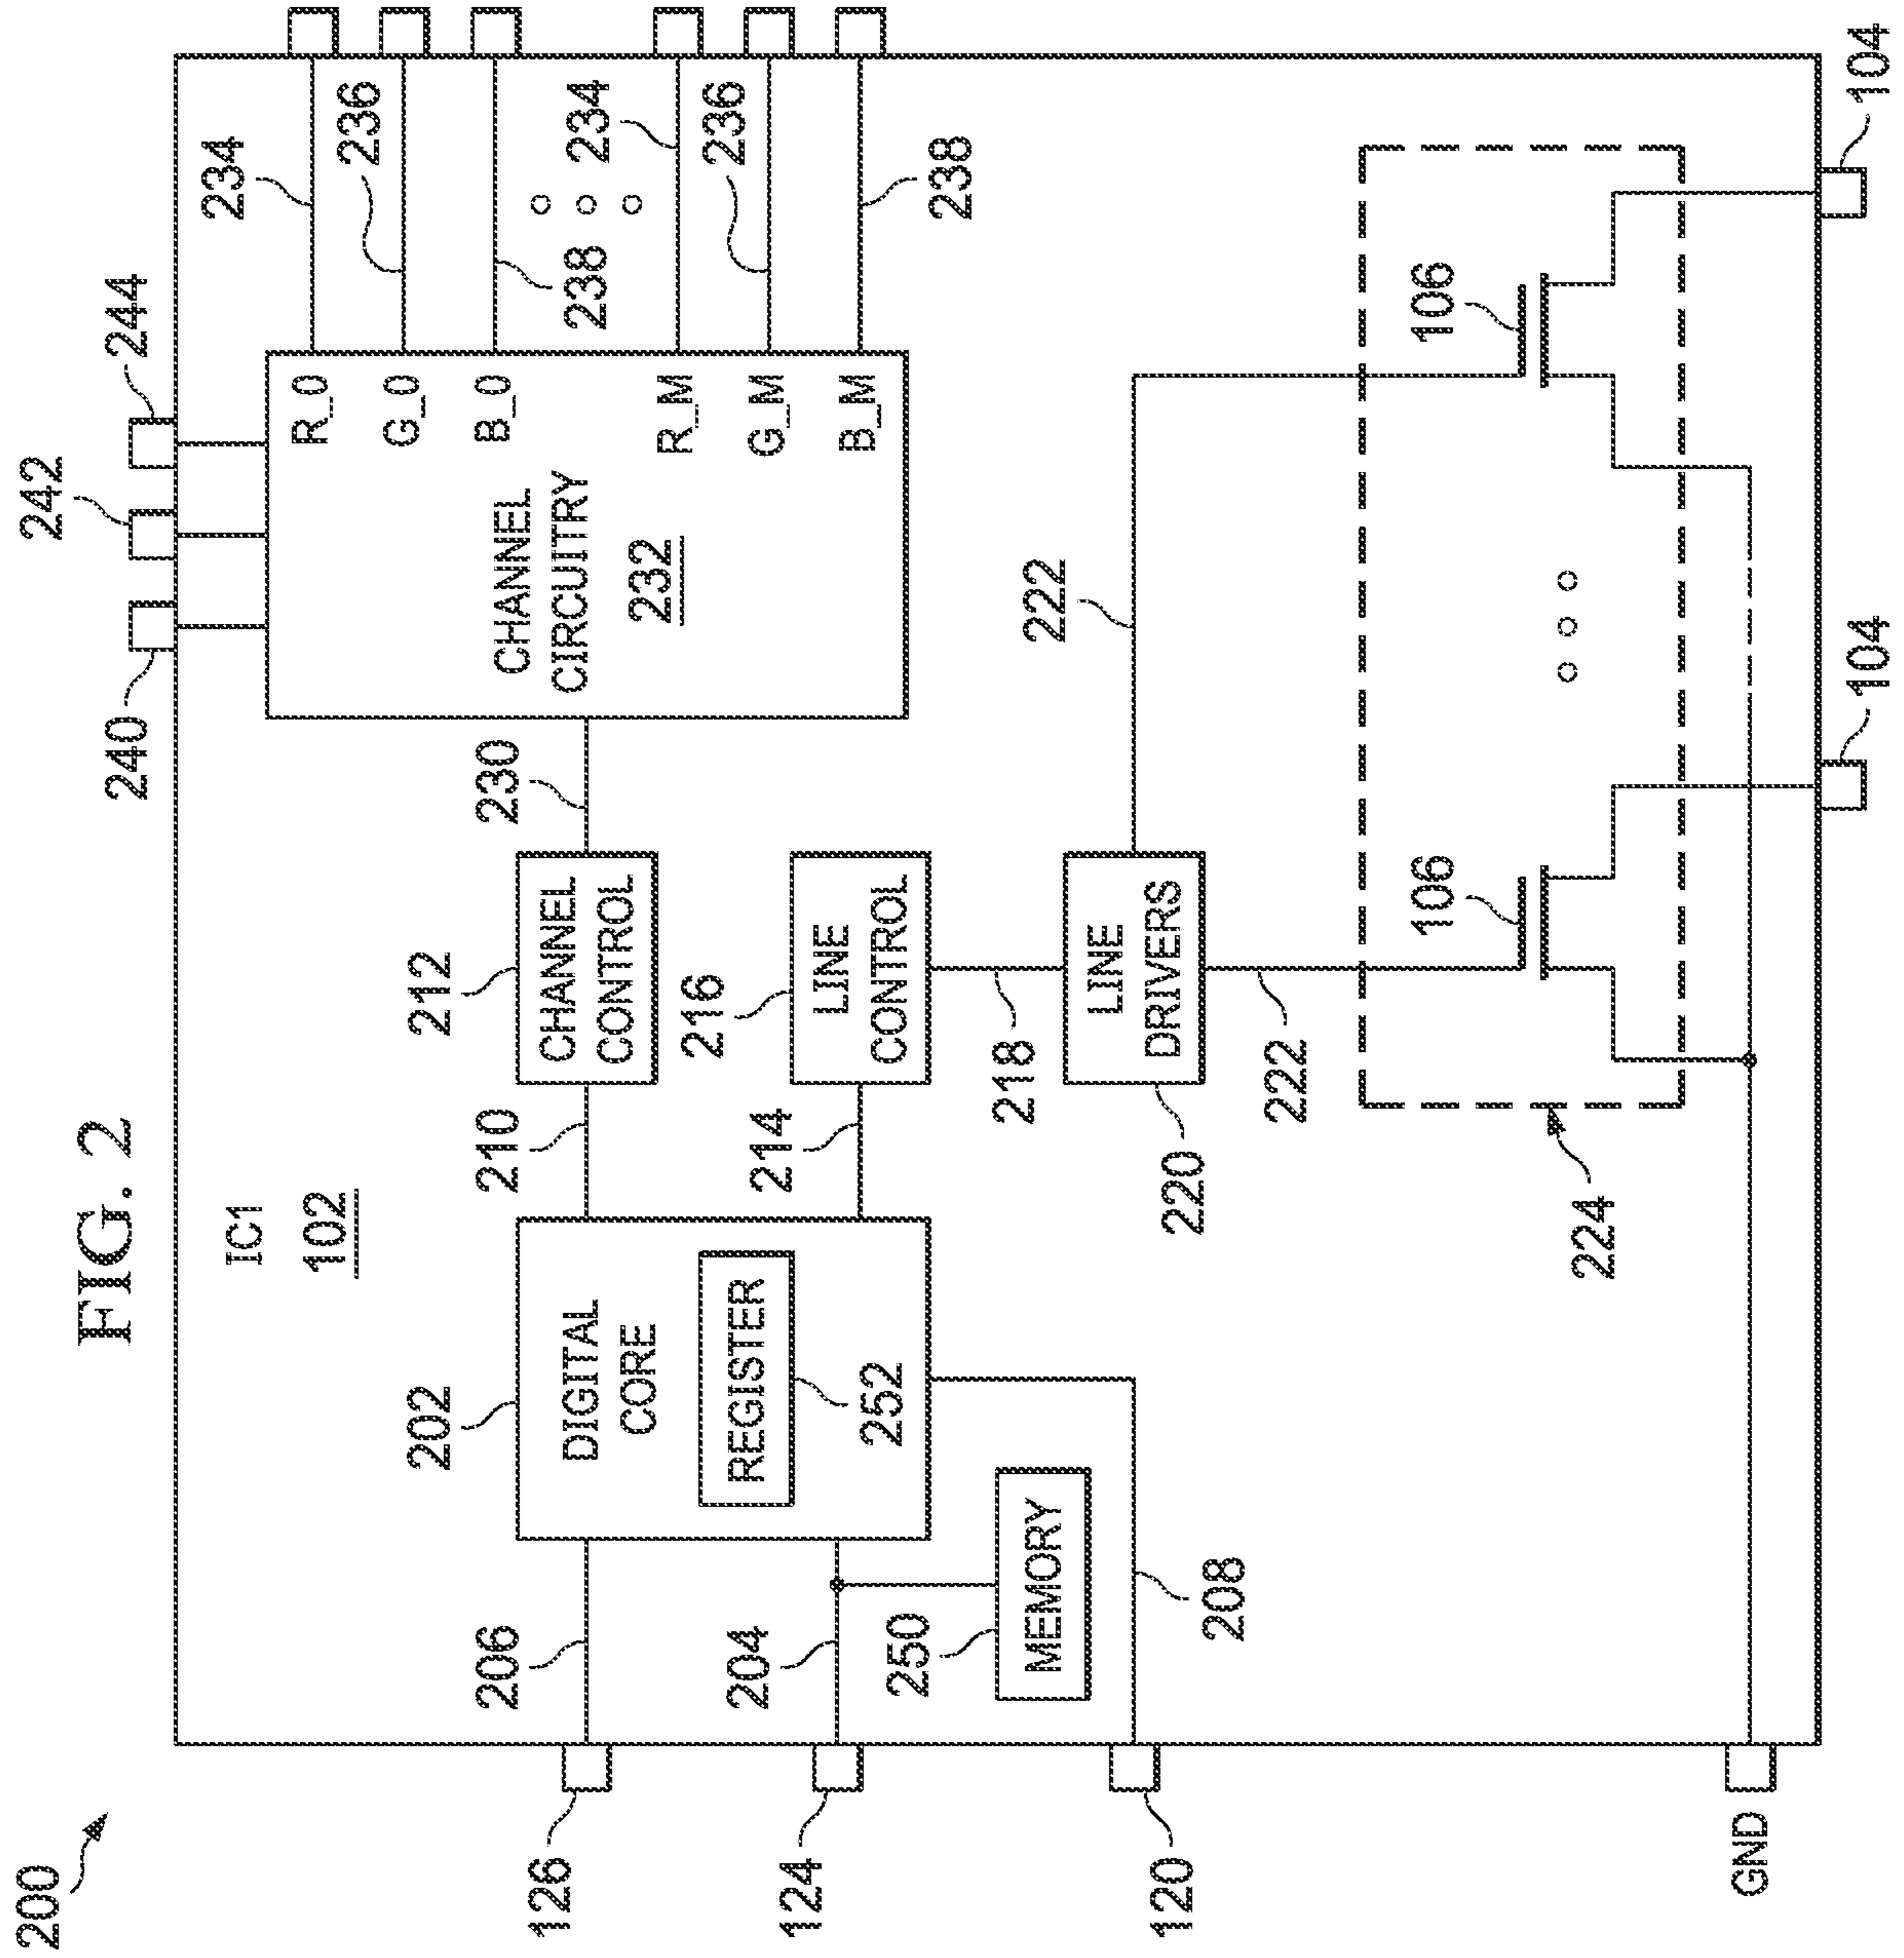 FIG. 2
200
IC1
102
240
242
244
126
206
202
DIGITAL
CORE
REGISTER
252
210
212
CHANNEL
CONTROL
230
CHANNEL
CIRCUITRY
232
R_0
G_0
B_0
R_M
G_M
B_M
234
236
238
234
236
238
124
204
250
MEMORY
214
216
LINE
CONTROL
120
208
218
220
LINE
DRIVERS
222
222
224
106
106
GND
104
104